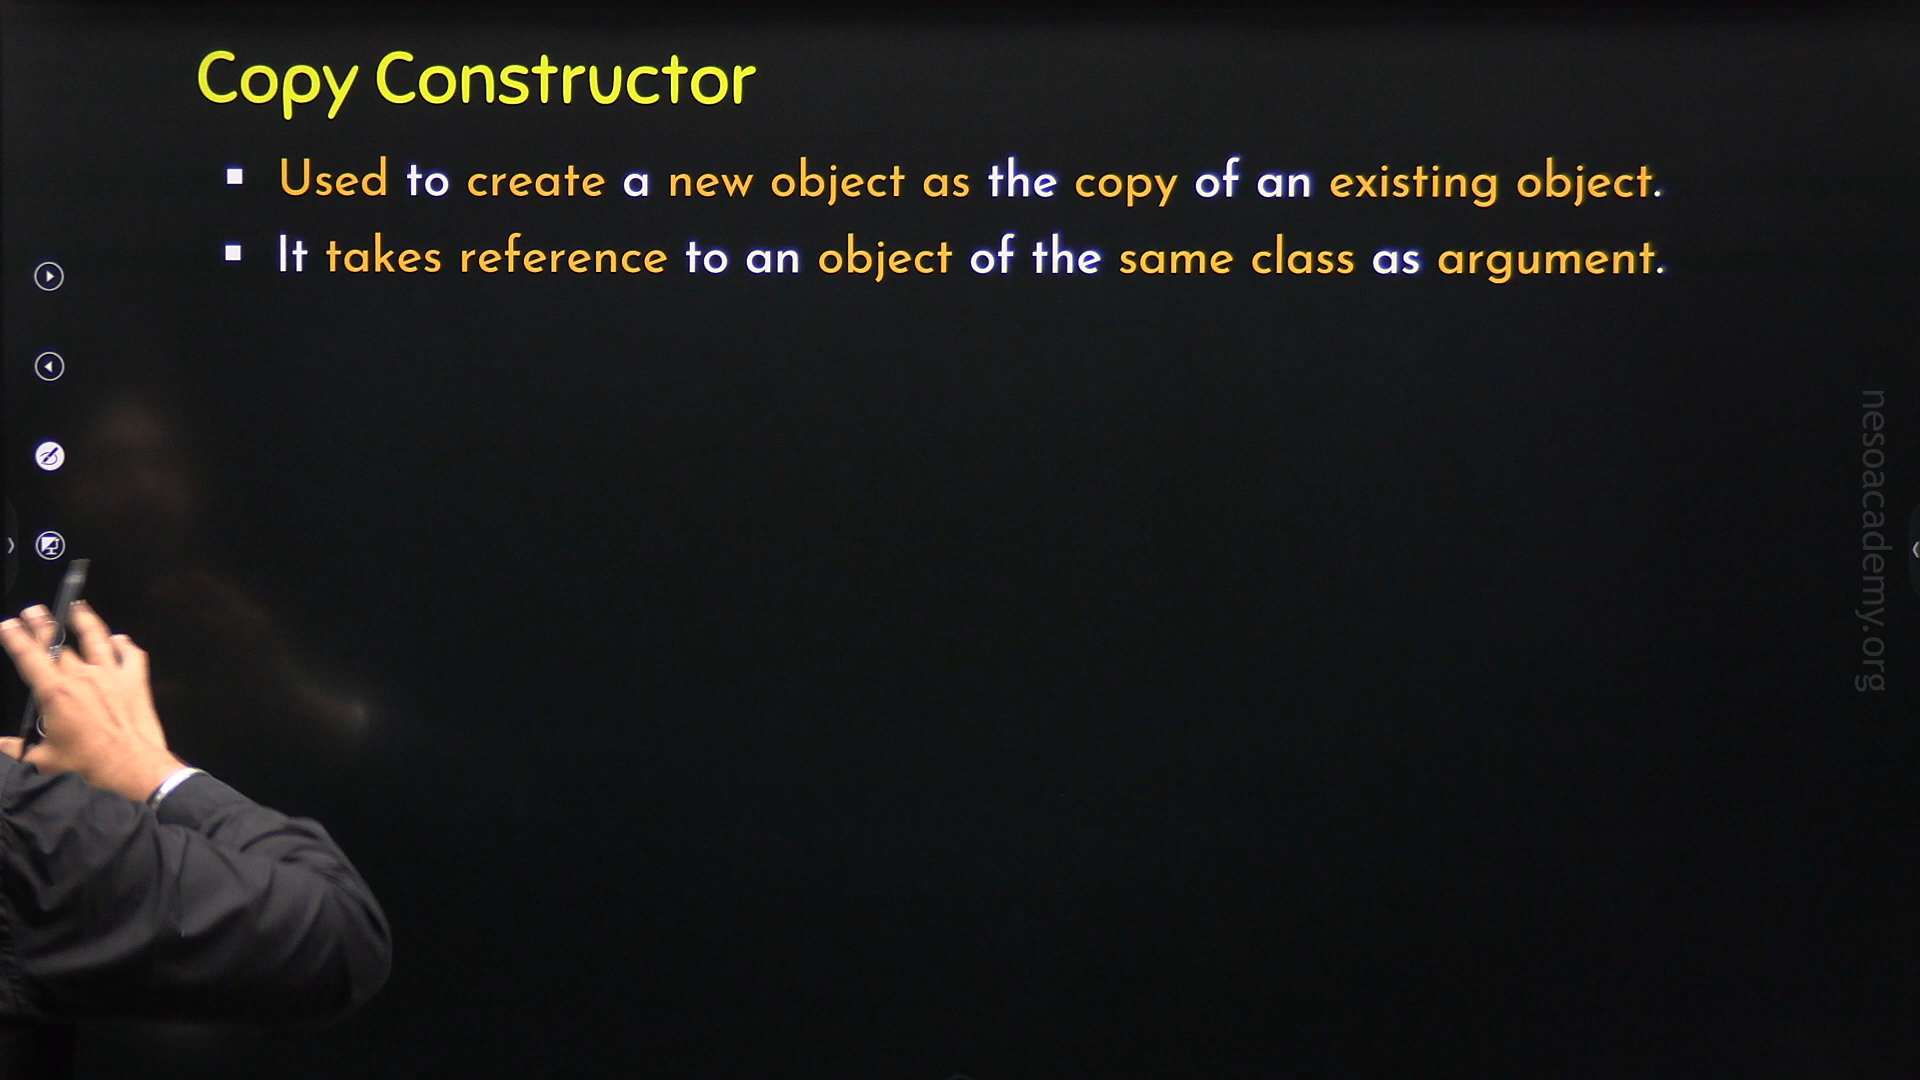 Copy Constructor
▪ Used to create a new object as the copy of an existing object.
▪ It takes reference to an object of the same class as argument.
nesoacademy.org